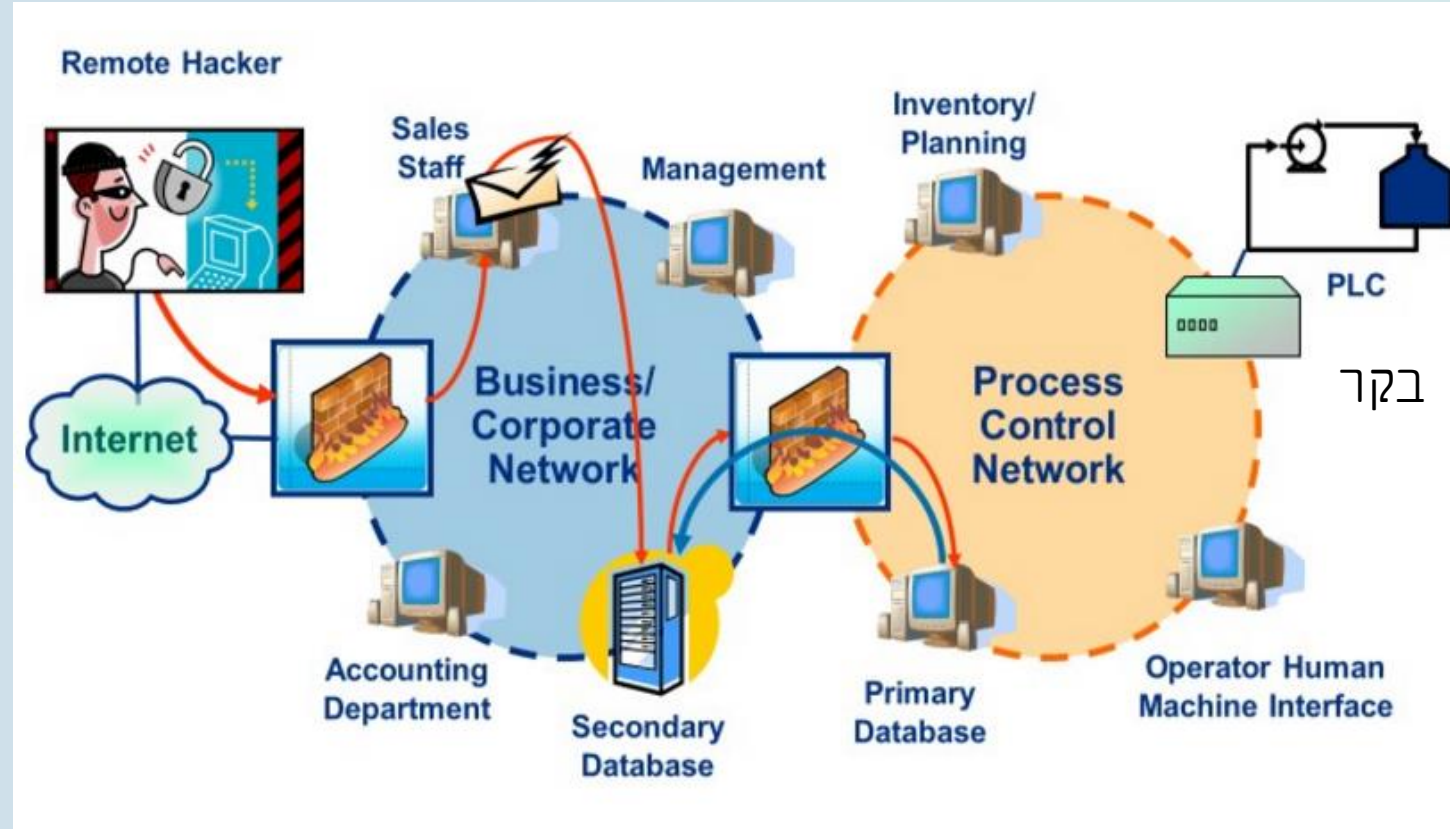 Remote Hacker
Sales
Staff
Management
Inventory/
Planning
PLC
בקר
Internet
Business/
Corporate
Network
Process
Control
Network
Accounting
Department
Secondary
Database
Primary
Database
Operator Human
Machine Interface